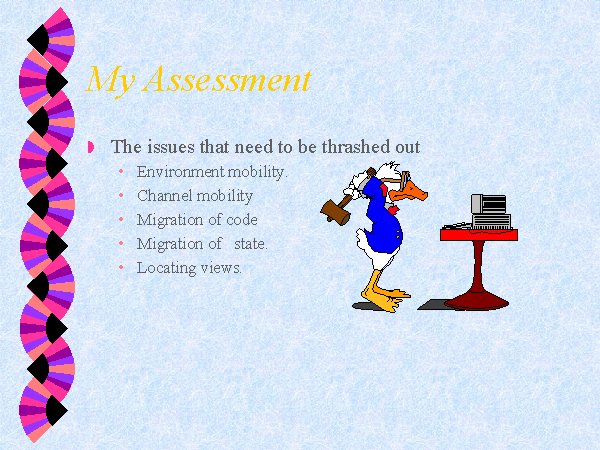 My Assessment
The issues that need to be thrashed out
Environment mobility.
Channel mobility
Migration of code
Migration of state.
Locating views.